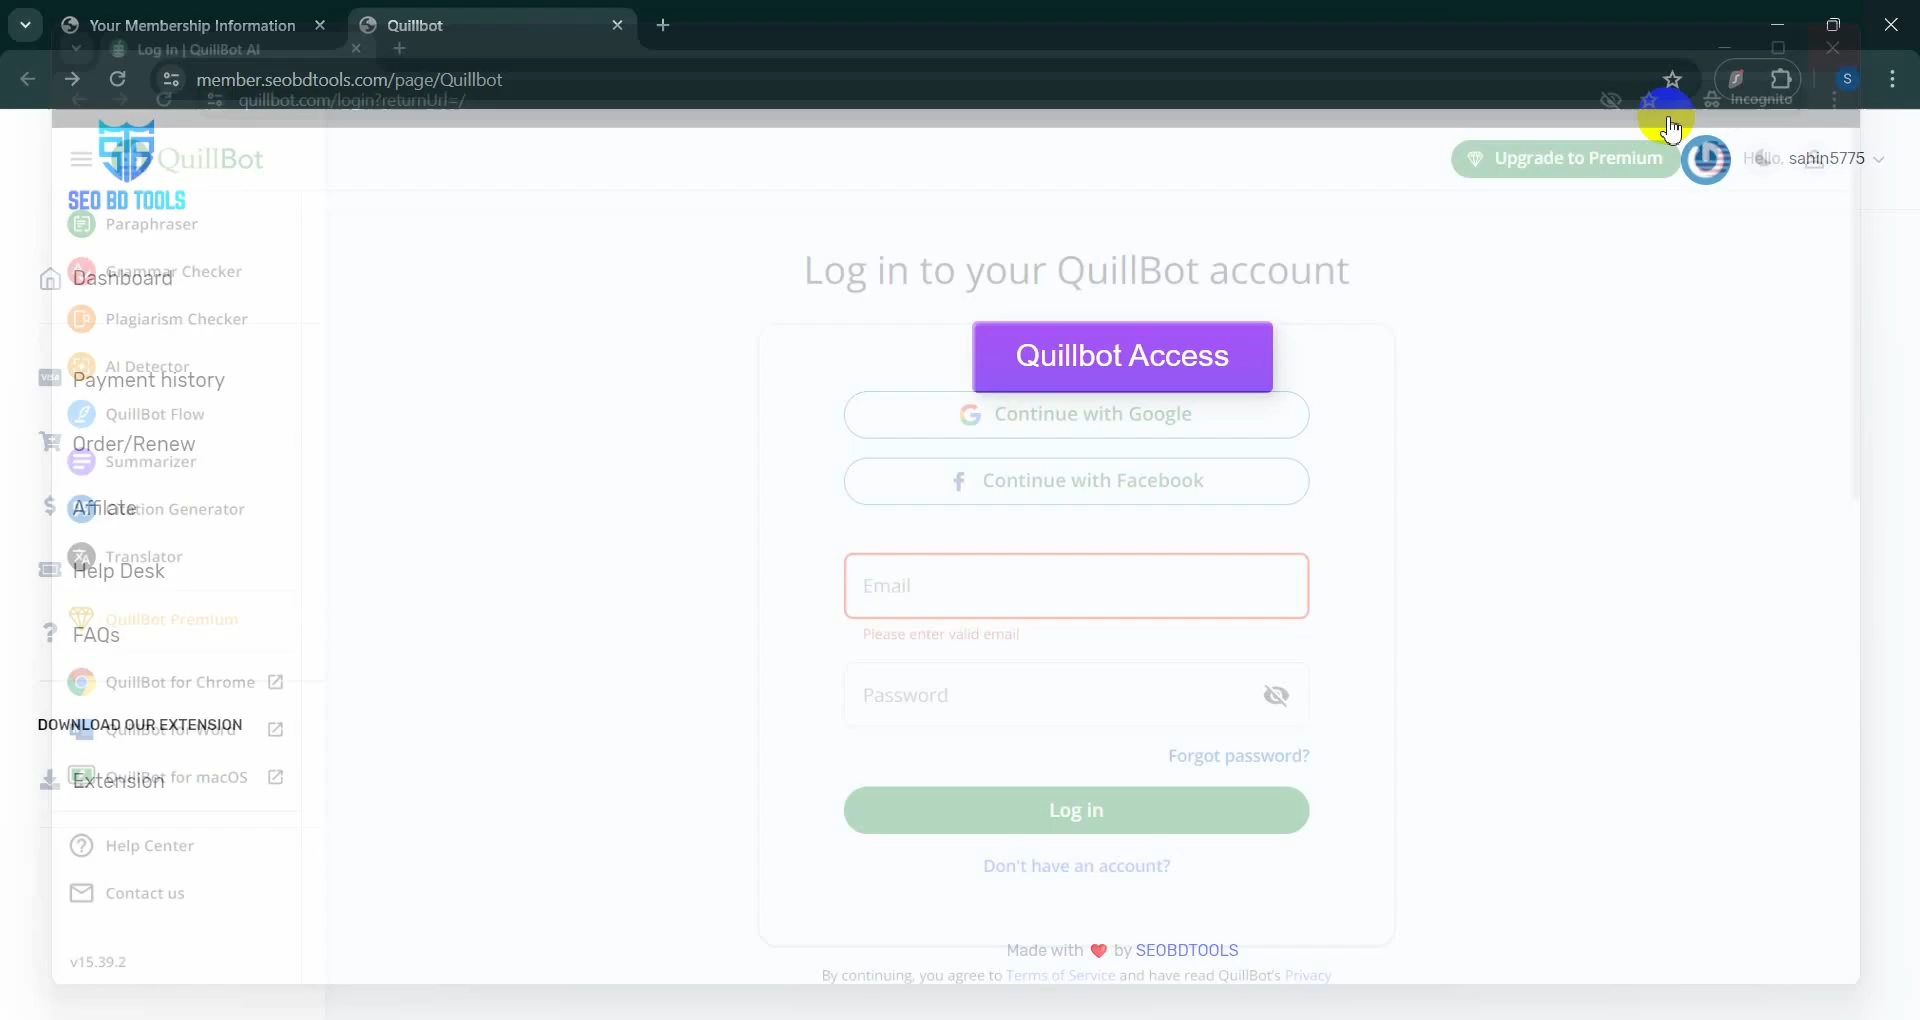 Your Membership Information
Quillbot
Log In | QuillBot AI
member.seobdtools.com/page/Quillbot
S
quillbot.com/login?returnUrl=/
Incognito
QuillBot
SEO BD TOOLS
Upgrade to Premium
Hello, sahin5775
Paraphraser
Grammar Checker
Dashboard
Plagiarism Checker
AI Detector
VISA
Payment history
QuillBot Flow
Order/Renew
Summarizer
Affilate
Citation Generator
Translator
Help Desk
QuillBot Premium
FAQs
QuillBot for Chrome
DOWNLOAD OUR EXTENSION
QuillBot for Word
QuillBot for macOS
Extension
Help Center
Contact us
v15.39.2
Log in to your QuillBot account
Quillbot Access
Continue with Google
Continue with Facebook
Email
Please enter valid email
Password
Forgot password?
Log in
Don't have an account?
Made with ❤ by SEOBDTOOLS
By continuing, you agree to Terms of Service and have read QuillBot's Privacy